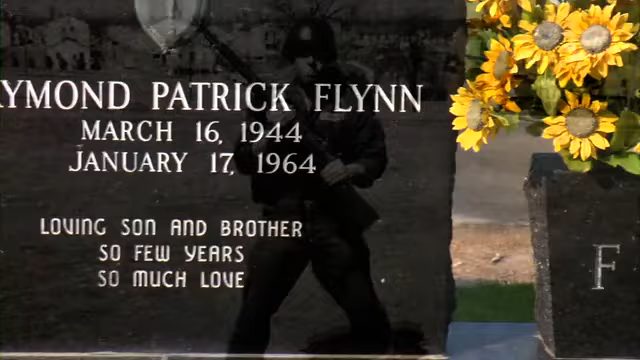 YMOND PATRICK FLYNN
MARCH 16, 1944
JANUARY 17, 1964
LOVING SON AND BROTHER
SO FEW YEARS
SO MUCH LOVE
F